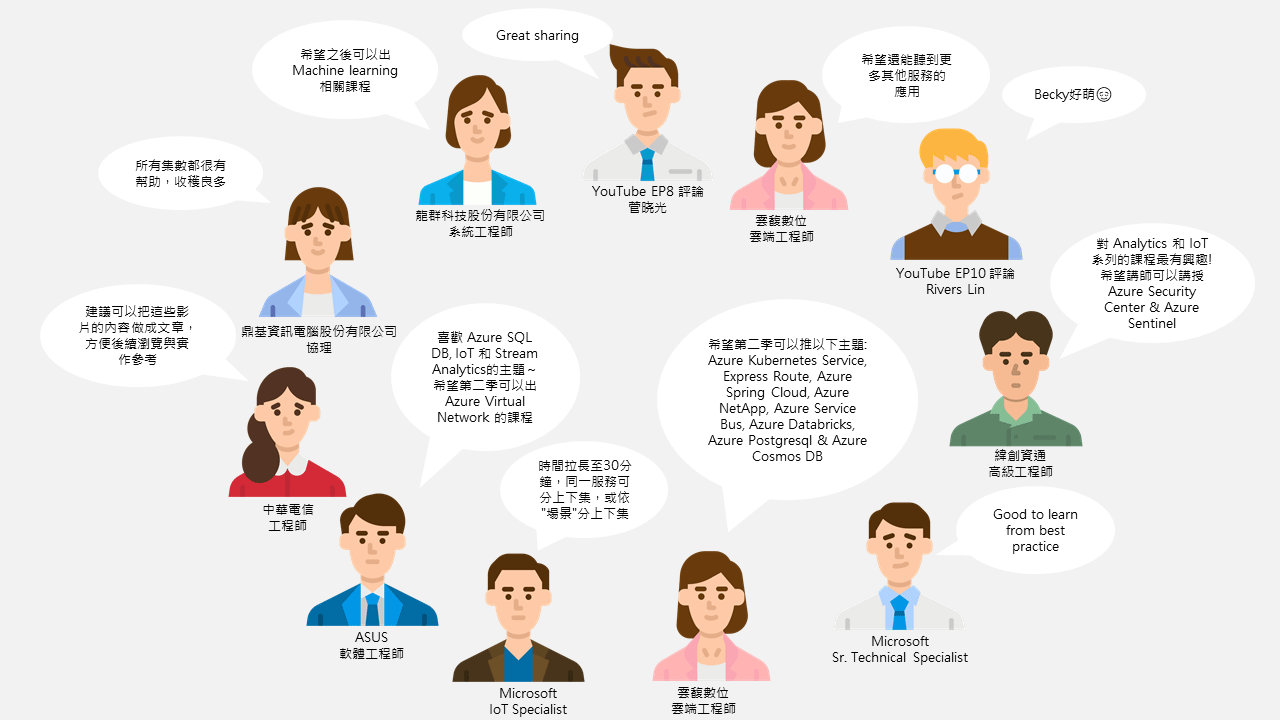 希望之後可以出
Machine learning
相關課程
龍群科技股份有限公司
系統工程師
Great sharing
YouTube EP8 評論
菅晓光
希望還能聽到更
多其他服務的
應用
雲馥數位
雲端工程師
Becky好萌😑
YouTube EP10 評論
Rivers Lin
所有集數都很有
幫助，收穫良多
鼎基資訊電腦股份有限公司
協理
對 Analytics 和 IoT
系列的課程最有興趣!
希望講師可以講授
Azure Security
Center & Azure
Sentinel
緯創資通
高級工程師
建議可以把這些影
片的內容做成文章，
方便後續瀏覽與實
作參考
中華電信
工程師
喜歡 Azure SQL
DB, IoT 和 Stream
Analytics的主題~
希望第二季可以出
Azure Virtual
Network 的課程
ASUS
軟體工程師
時間拉長至30分
鐘，同一服務可
分上下集，或依
"場景"分上下集
Microsoft
IoT Specialist
希望第二季可以推以下主題:
Azure Kubernetes Service,
Express Route, Azure
Spring Cloud, Azure
NetApp, Azure Service
Bus, Azure Databricks,
Azure Postgresql & Azure
Cosmos DB
雲馥數位
雲端工程師
Good to learn
from best
practice
Microsoft
Sr. Technical Specialist